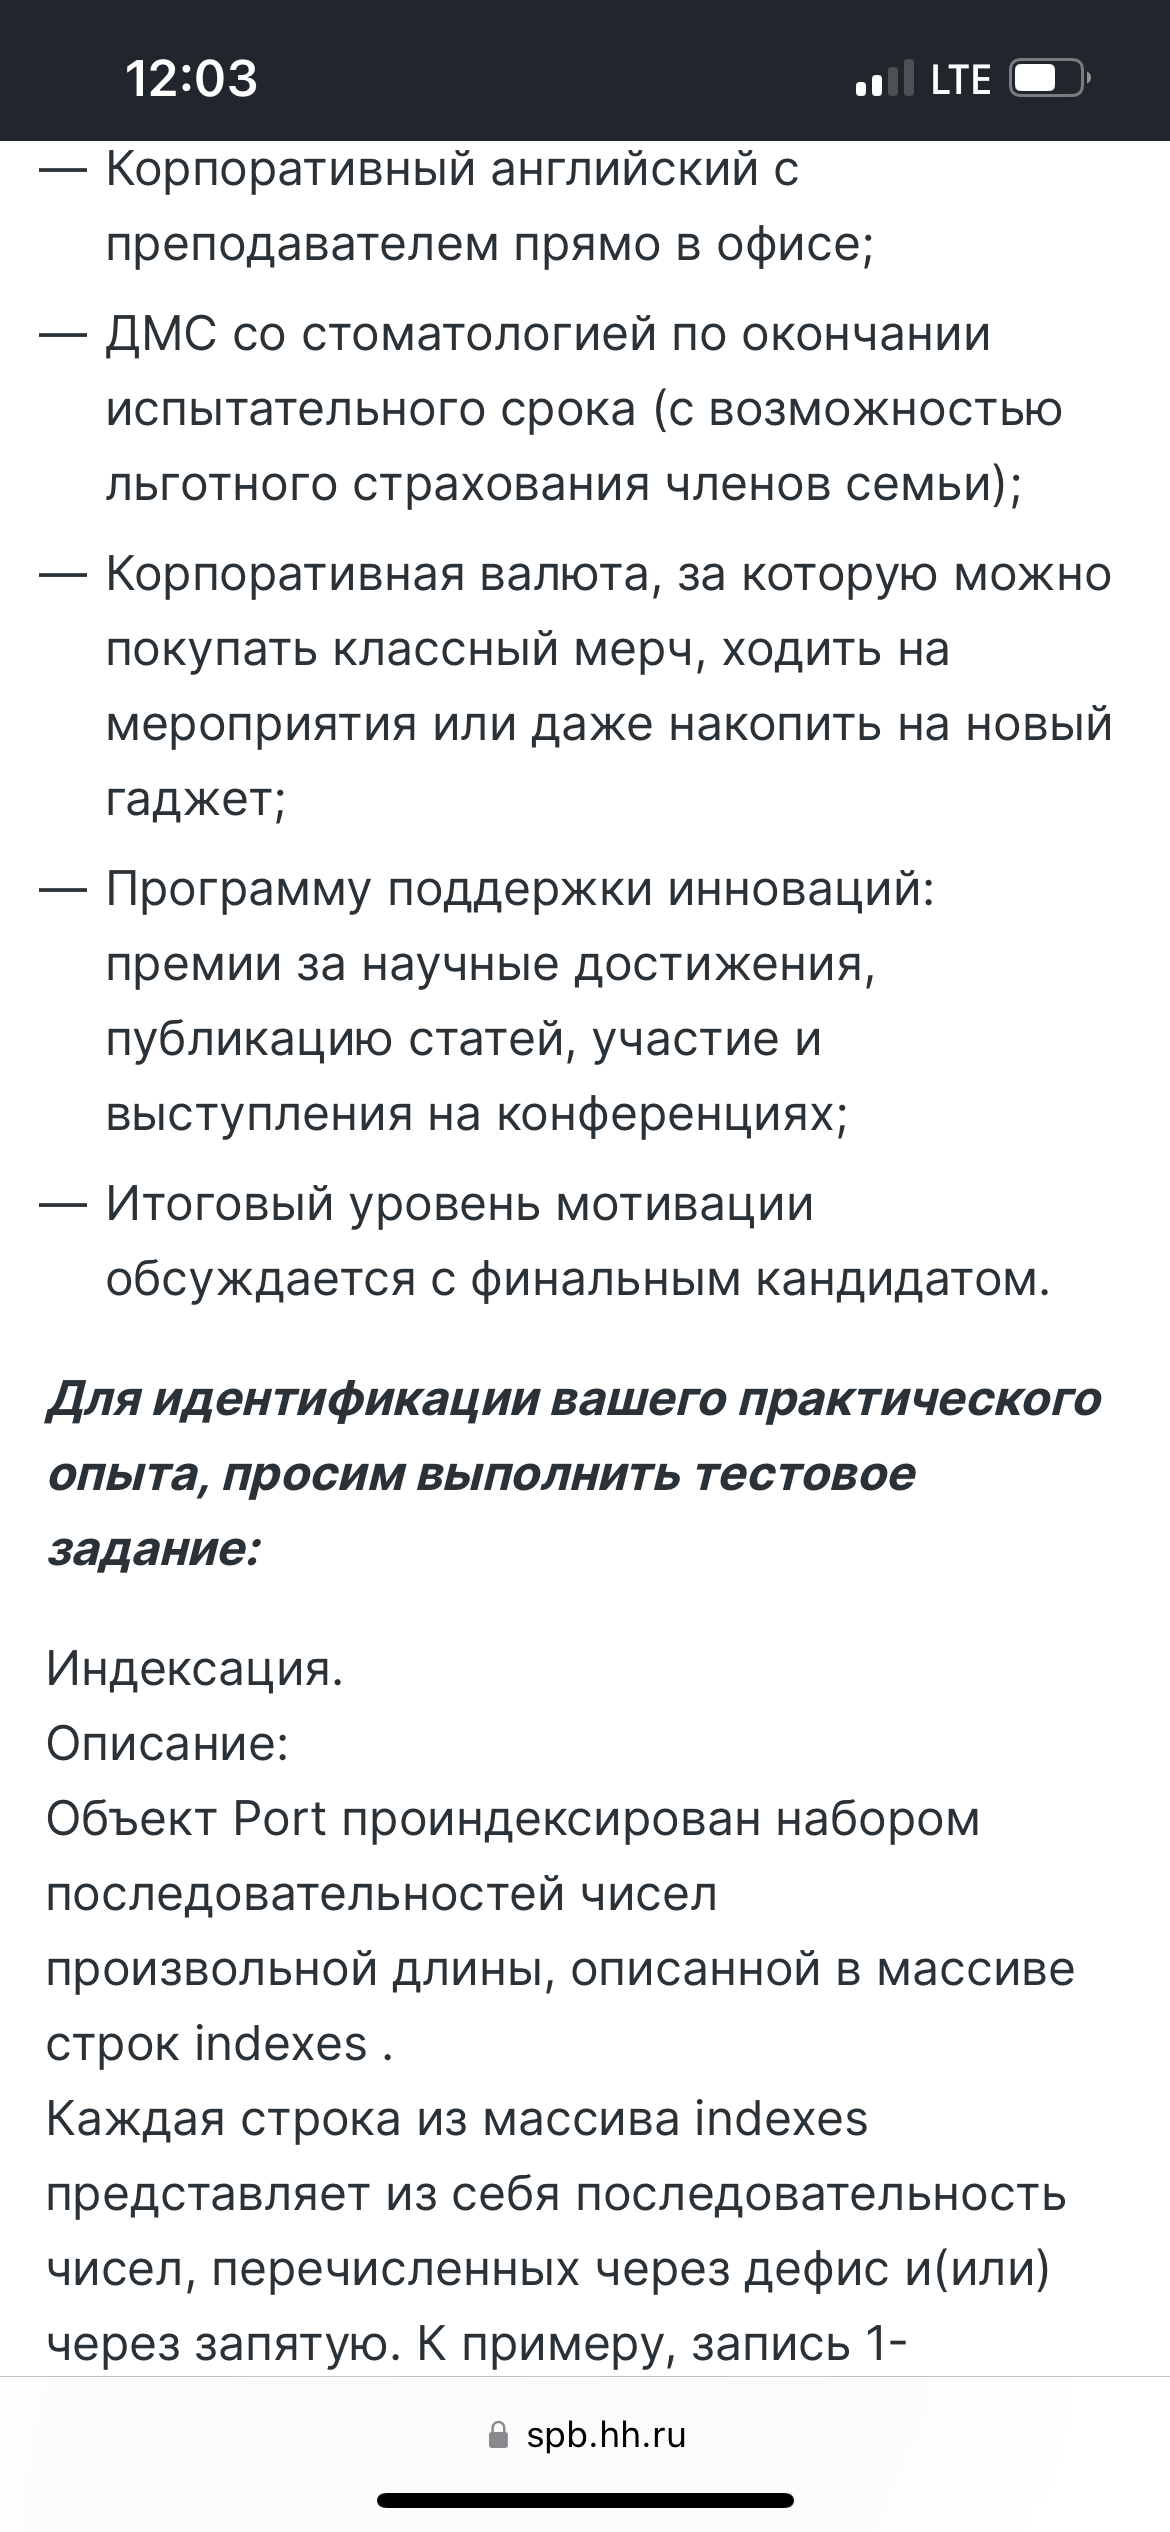 12:03
LTE
— Корпоративный английский с
преподавателем прямо в офисе;
— ДМС со стоматологией по окончании
испытательного срока (с возможностью
льготного страхования членов семьи);
— Корпоративная валюта, за которую можно
покупать классный мерч, ходить на
мероприятия или даже накопить на новый
гаджет;
— Программу поддержки инноваций:
премии за научные достижения,
публикацию статей, участие и
выступления на конференциях;
— Итоговый уровень мотивации
обсуждается с финальным кандидатом.
Для идентификации вашего практического
опыта, просим выполнить тестовое
задание:
Индексация.
Описание:
Объект Port проиндексирован набором
последовательностей чисел
произвольной длины, описанной в массиве
строк indexes .
Каждая строка из массива indexes
представляет из себя последовательность
чисел, перечисленных через дефис и(или)
через запятую. К примеру, запись 1-
spb.hh.ru